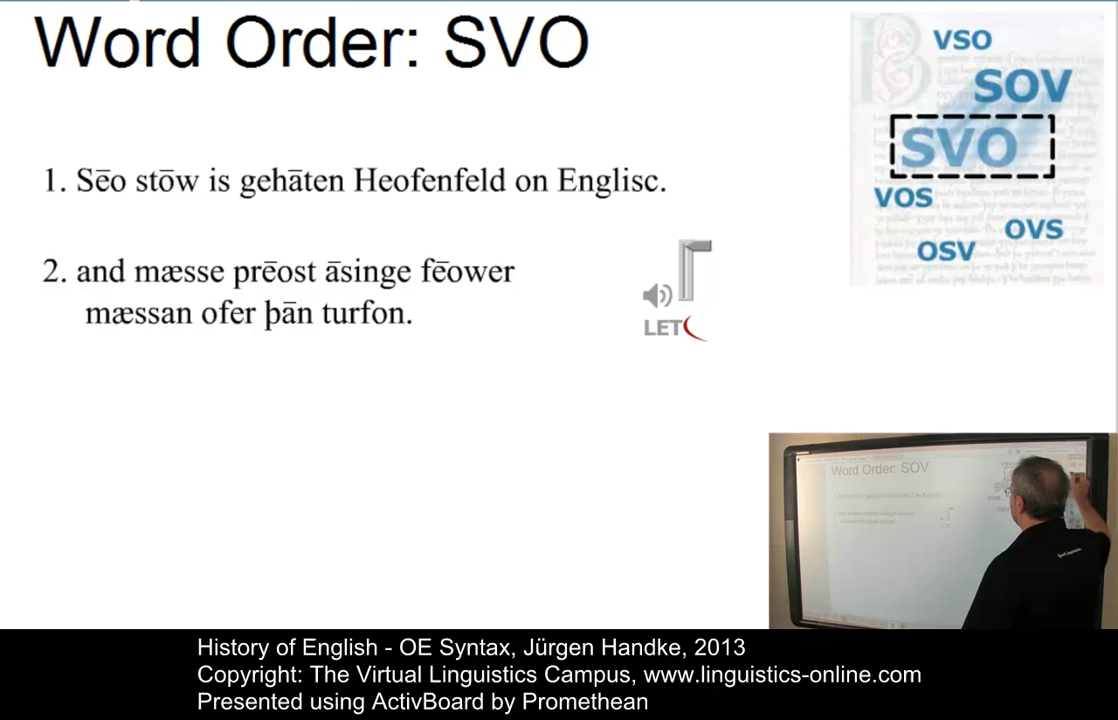 Word Order: SVO
VSO
SOV
SVO
VOS
OVS
OSV
1. Sēo stōw is gehāten Heofenfeld on Englisc.
2. and mæsse prēost āsinge fēower
mæssan ofer þān turfon.
LET
Word Order: SOV
VOS
History of English - OE Syntax, Jürgen Handke, 2013
Copyright: The Virtual Linguistics Campus, www.linguistics-online.com
Presented using ActivBoard by Promethean